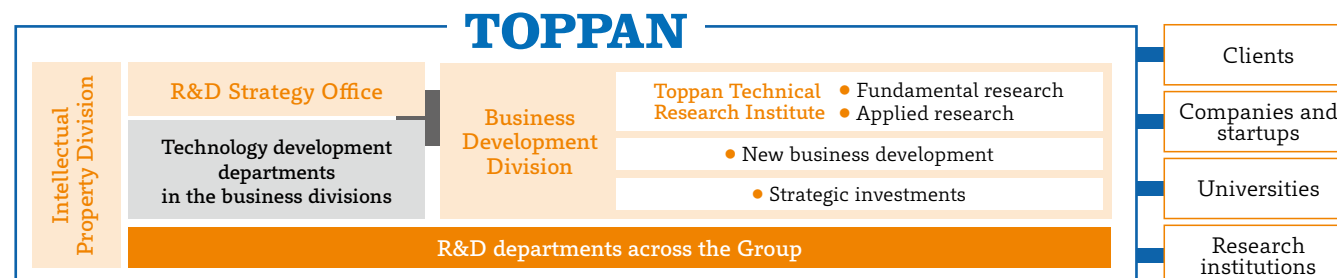 TOPPAN
Intellectual
Property Division
R&D Strategy Office
Technology development
departments
in the business divisions
Business
Development
Division
Toppan Technical
Research Institute
• Fundamental research
• Applied research
• New business development
• Strategic investments
R&D departments across the Group
Clients
Companies and
startups
Universities
Research
institutions